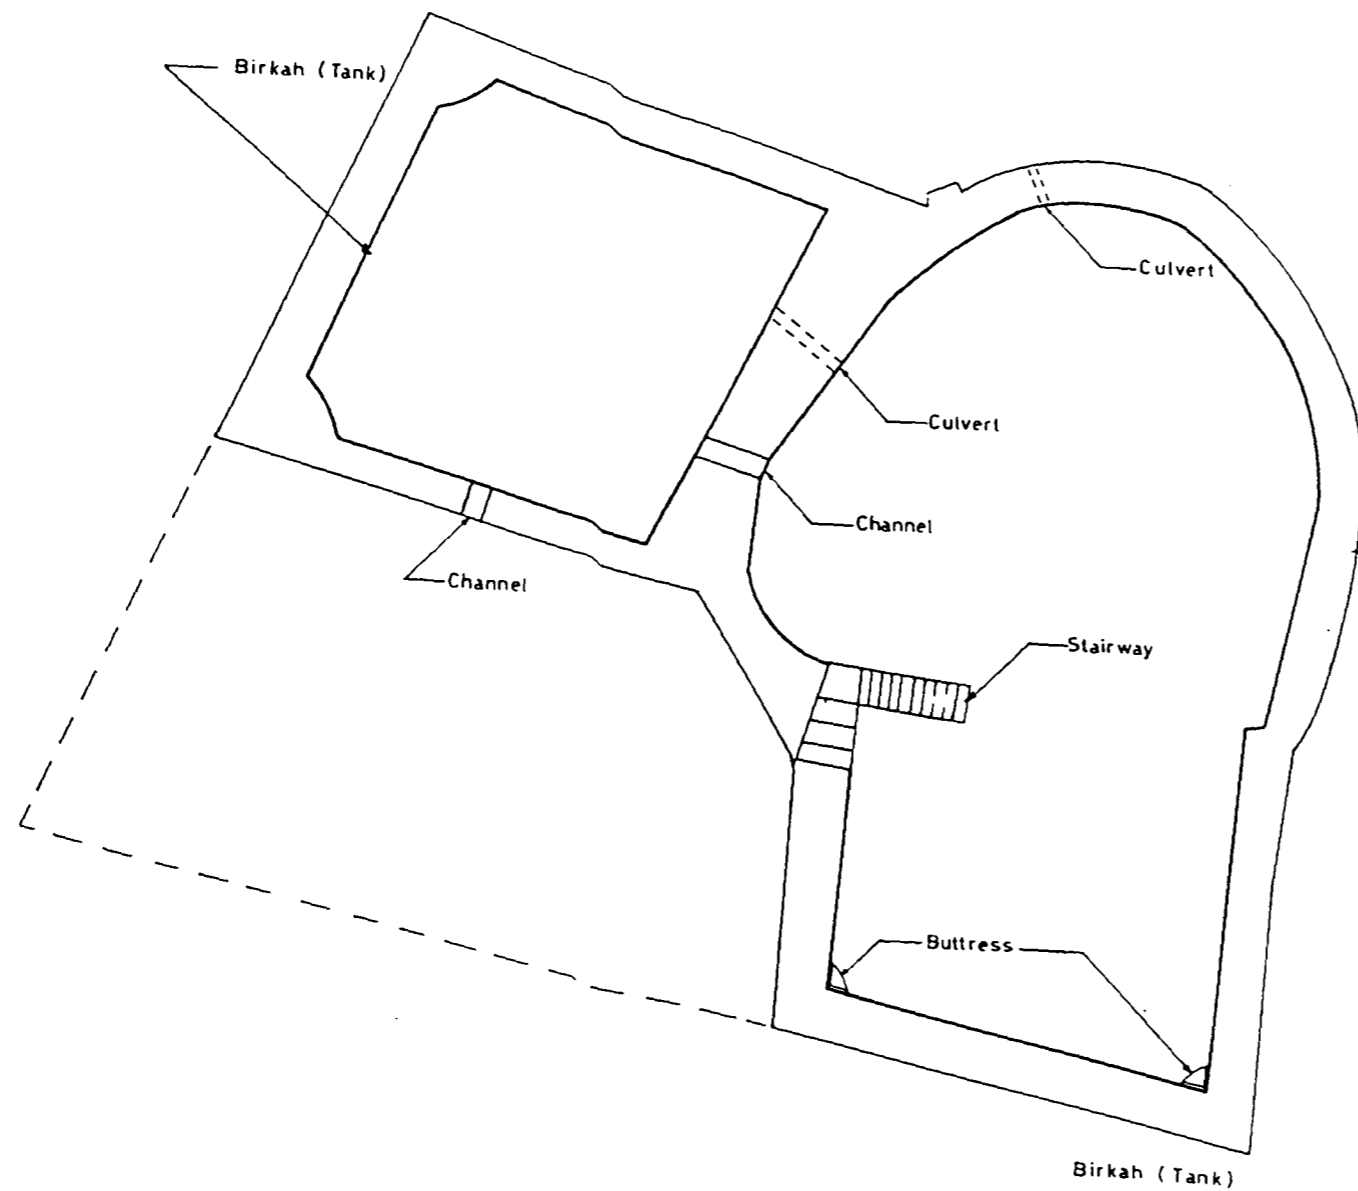 Birkah (Tank)
Culvert
Culvert
Channel
Channel
Stairway
Buttress
Birkah (Tank)